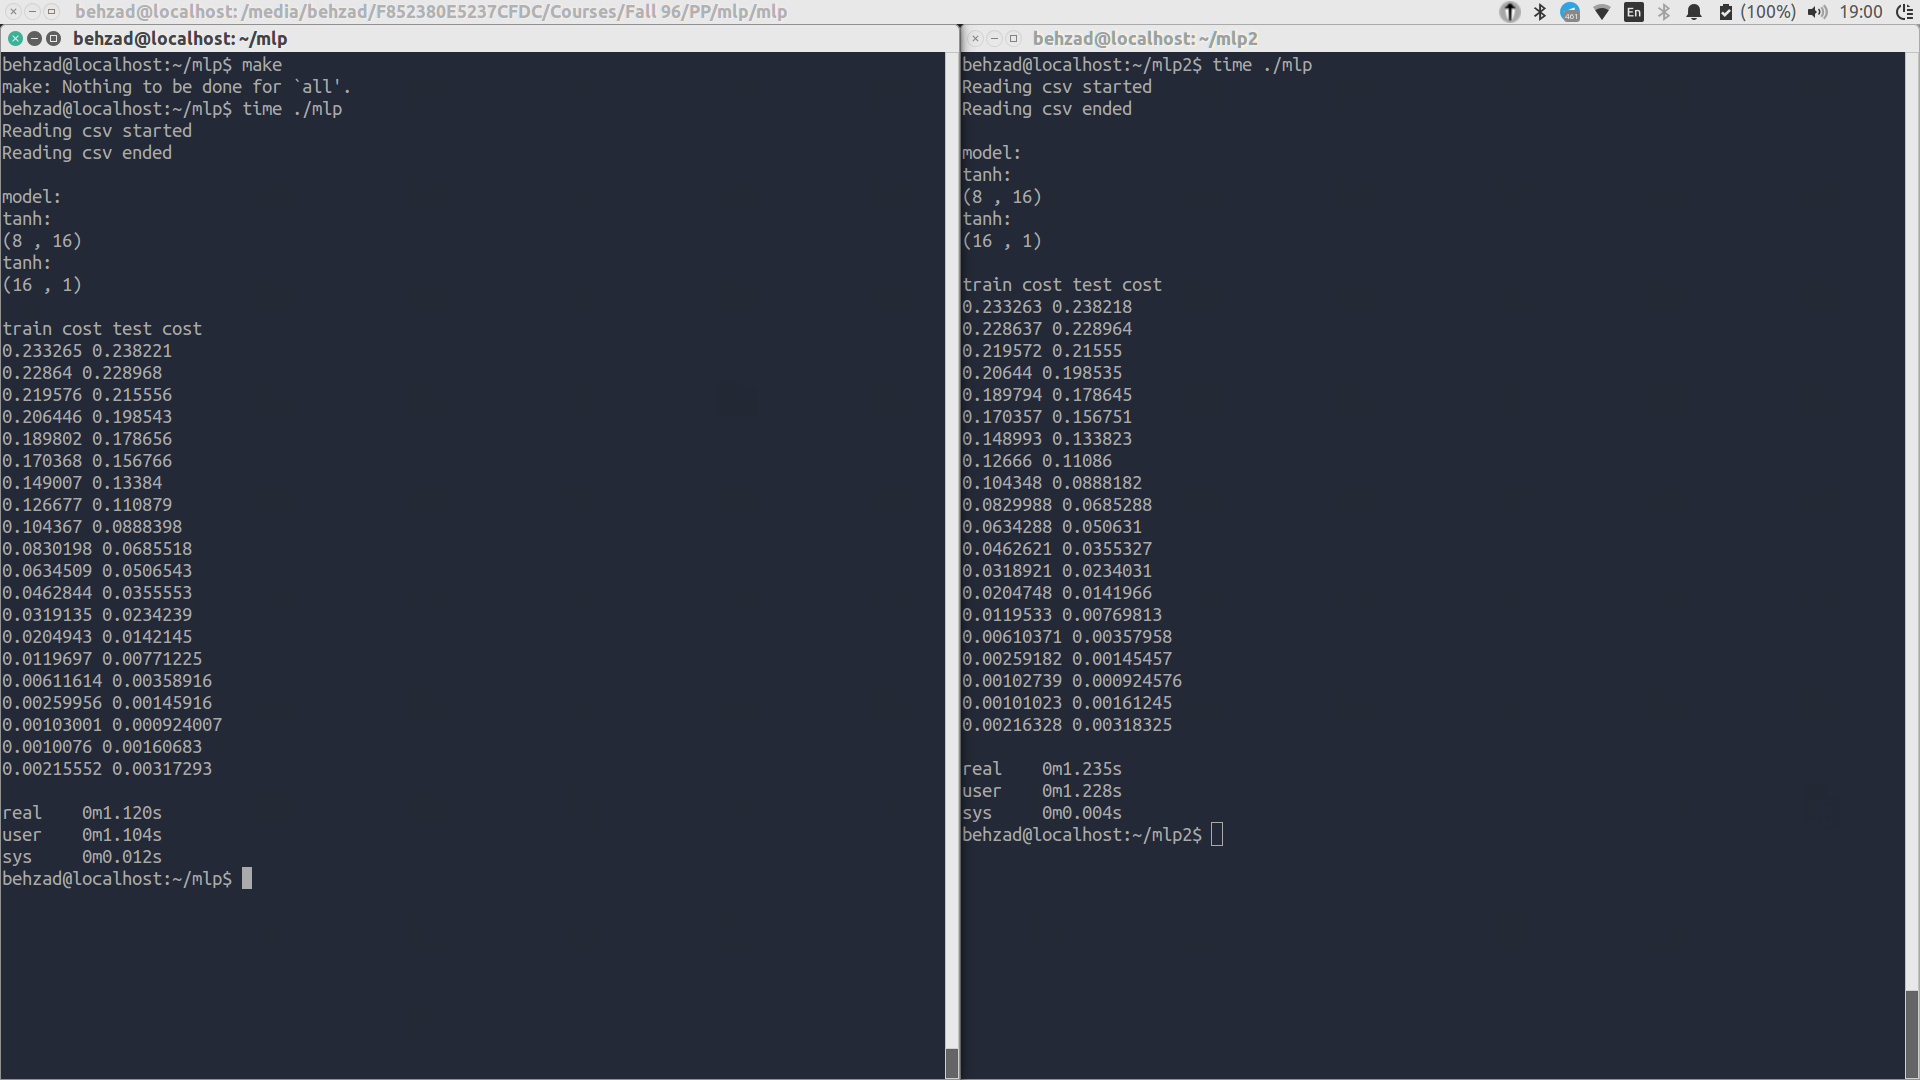 behzad@localhost: /media/behzad/F852380E5237CFDC/Courses/Fall 96/PP/mlp/mlp
461
En
(100%)
19:00
behzad@localhost: ~/mlp
behzad@localhost:~/mlp$ make
make: Nothing to be done for `all'.
behzad@localhost:~/mlp$ time ./mlp
Reading csv started
Reading csv ended
model:
tanh:
(8 , 16)
tanh:
(16 , 1)
train cost test cost
0.233265 0.238221
0.22864 0.228968
0.219576 0.215556
0.206446 0.198543
0.189802 0.178656
0.170368 0.156766
0.149007 0.13384
0.126677 0.110879
0.104367 0.0888398
0.0830198 0.0685518
0.0634509 0.0506543
0.0462844 0.0355553
0.0319135 0.0234239
0.0204943 0.0142145
0.0119697 0.00771225
0.00611614 0.00358916
0.00259956 0.00145916
0.00103001 0.000924007
0.0010076 0.00160683
0.00215552 0.00317293
real 0m1.120s
user 0m1.104s
sys 0m0.012s
behzad@localhost:~/mlp$
behzad@localhost: ~/mlp2
behzad@localhost:~/mlp2$ time ./mlp
Reading csv started
Reading csv ended
model:
tanh:
(8 , 16)
tanh:
(16 , 1)
train cost test cost
0.233263 0.238218
0.228637 0.228964
0.219572 0.21555
0.20644 0.198535
0.189794 0.178645
0.170357 0.156751
0.148993 0.133823
0.12666 0.11086
0.104348 0.0888182
0.0829988 0.0685288
0.0634288 0.050631
0.0462621 0.0355327
0.0318921 0.0234031
0.0204748 0.0141966
0.0119533 0.00769813
0.00610371 0.00357958
0.00259182 0.00145457
0.00102739 0.000924576
0.00101023 0.00161245
0.00216328 0.00318325
real 0m1.235s
user 0m1.228s
sys 0m0.004s
behzad@localhost:~/mlp2$